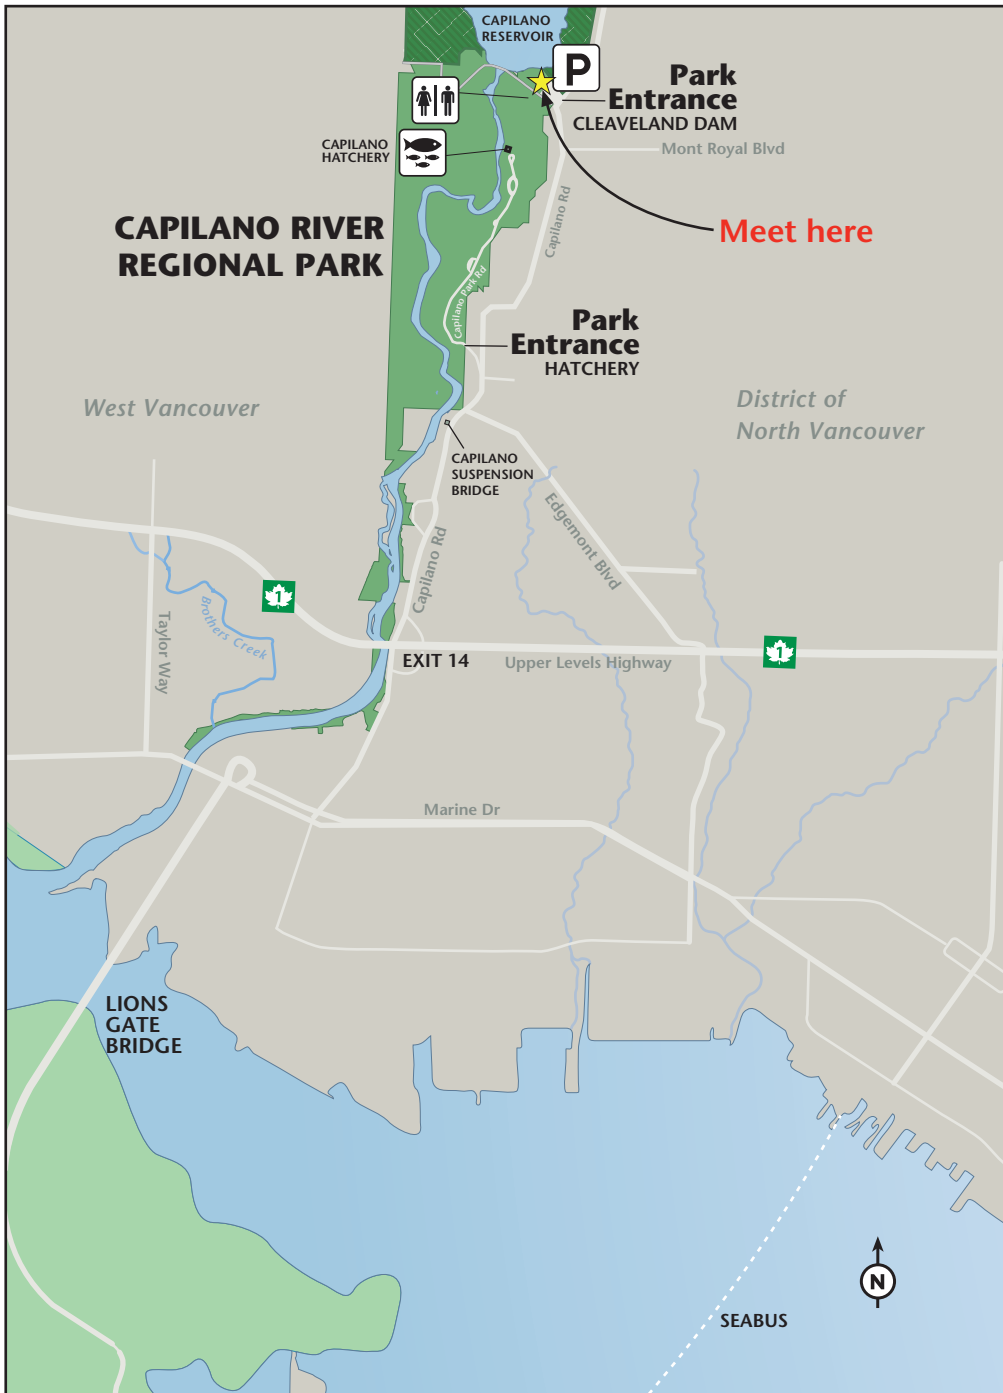 CAPILANO
RESERVOIR
P
Park
Entrance
CLEAVELAND DAM
CAPILANO
HATCHERY
Mont Royal Blvd
CAPILANO RIVER
REGIONAL PARK
Capilano Rd
Meet here
Capilano Park Rd
Park
Entrance
HATCHERY
West Vancouver
District of
North Vancouver
CAPILANO
SUSPENSION
BRIDGE
Edgemont Blvd
Capilano Rd
1
Brothers Creek
Taylor Way
EXIT 14
Upper Levels Highway
1
Marine Dr
LIONS
GATE
BRIDGE
N
SEABUS